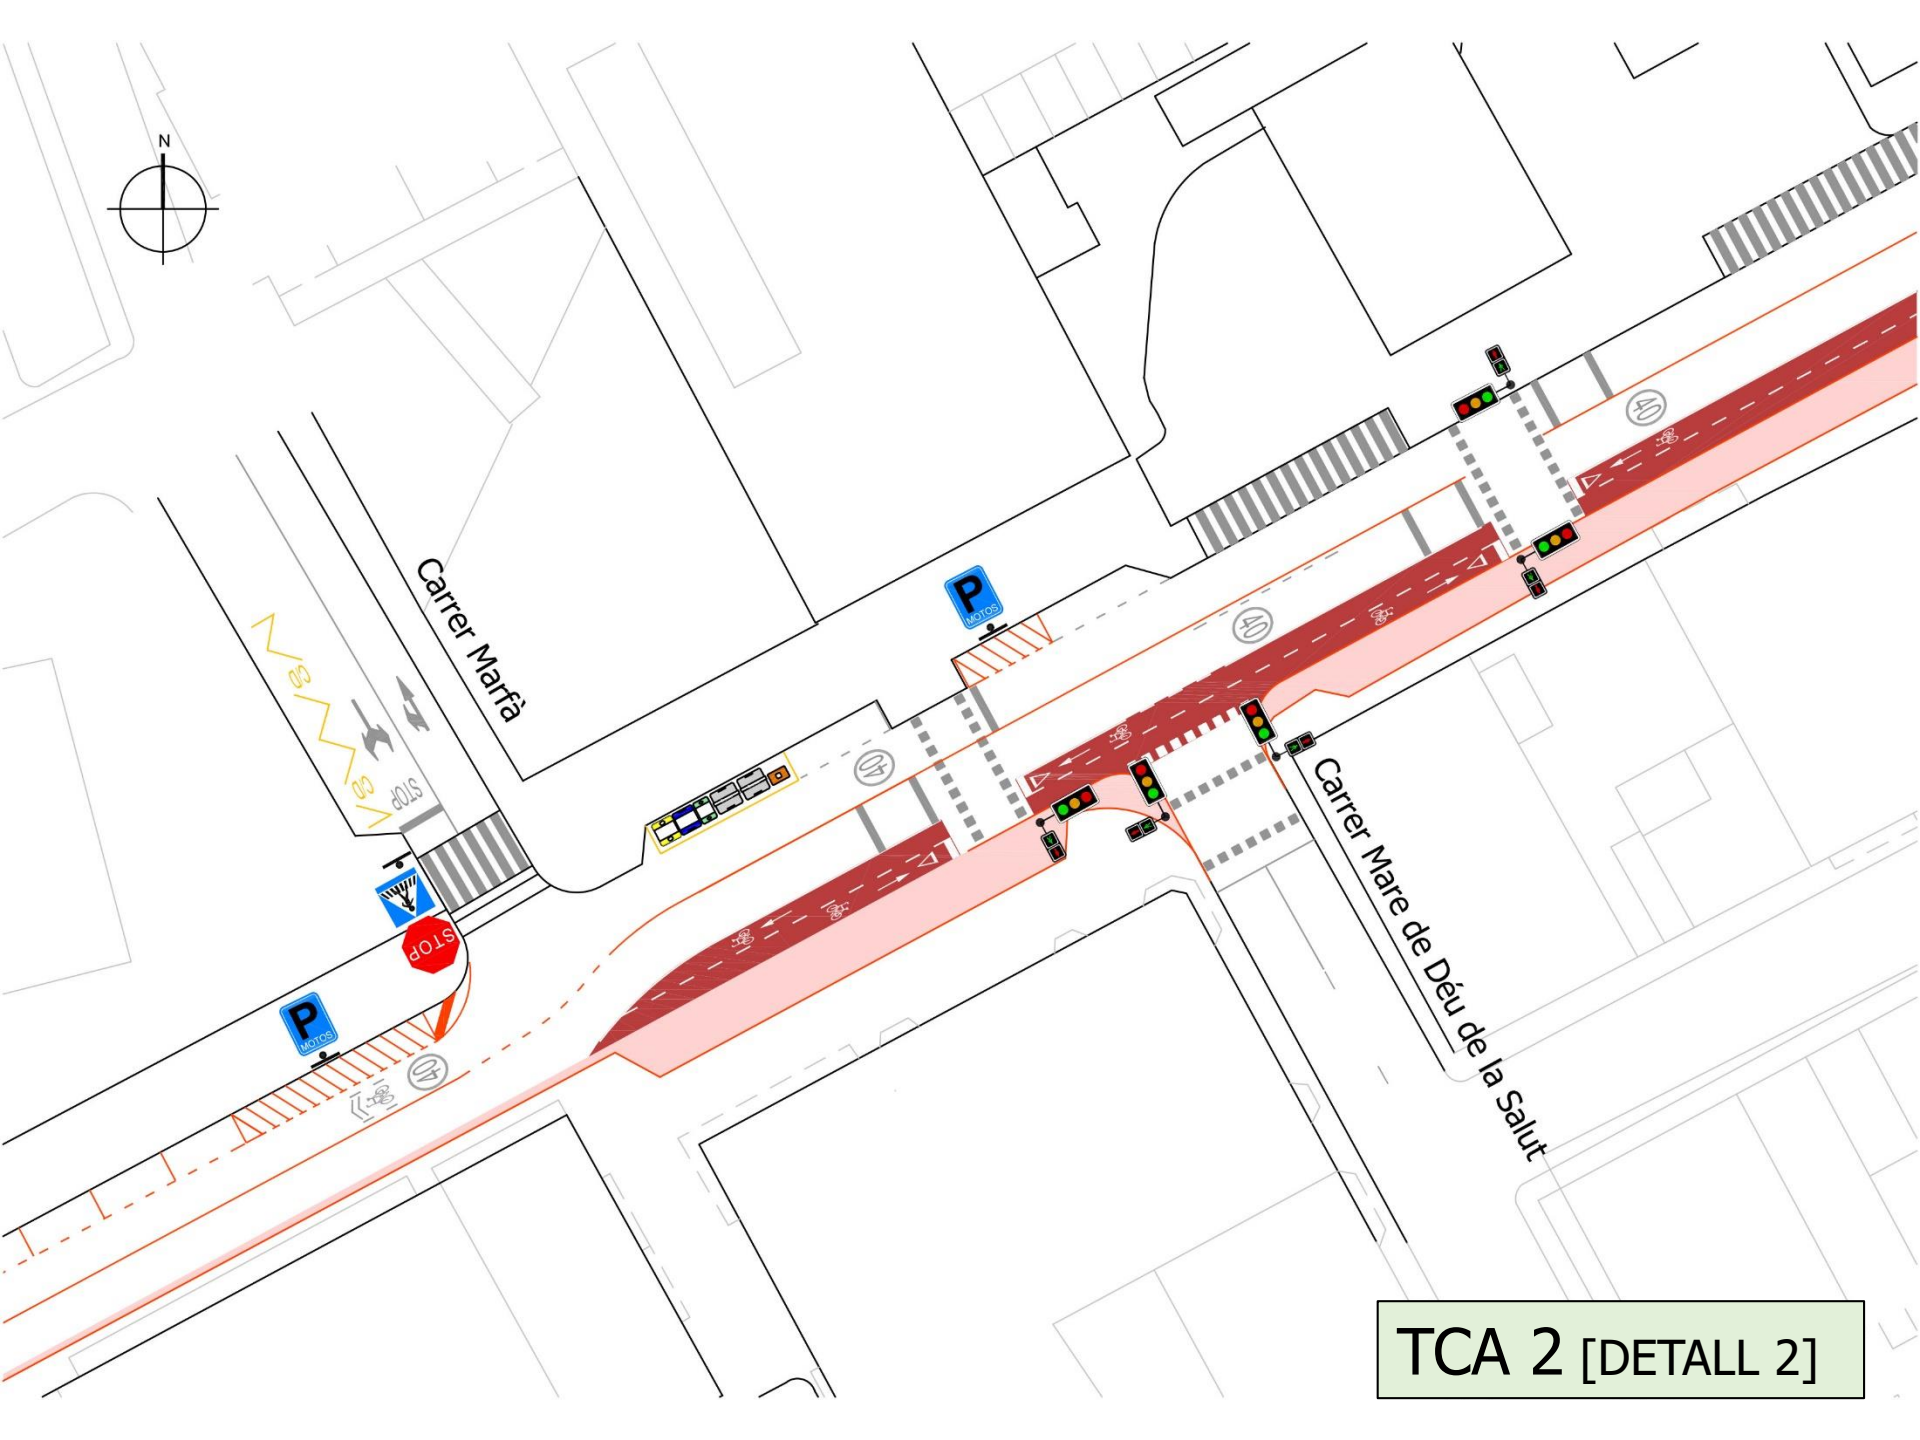 N
40
P
MOTOS
40
Carrer Marfà
C/D
C/D
STOP
40
Carrer Mare de Déu de la Salut
STOP
P
MOTOS
40
TCA 2 [DETALL 2]